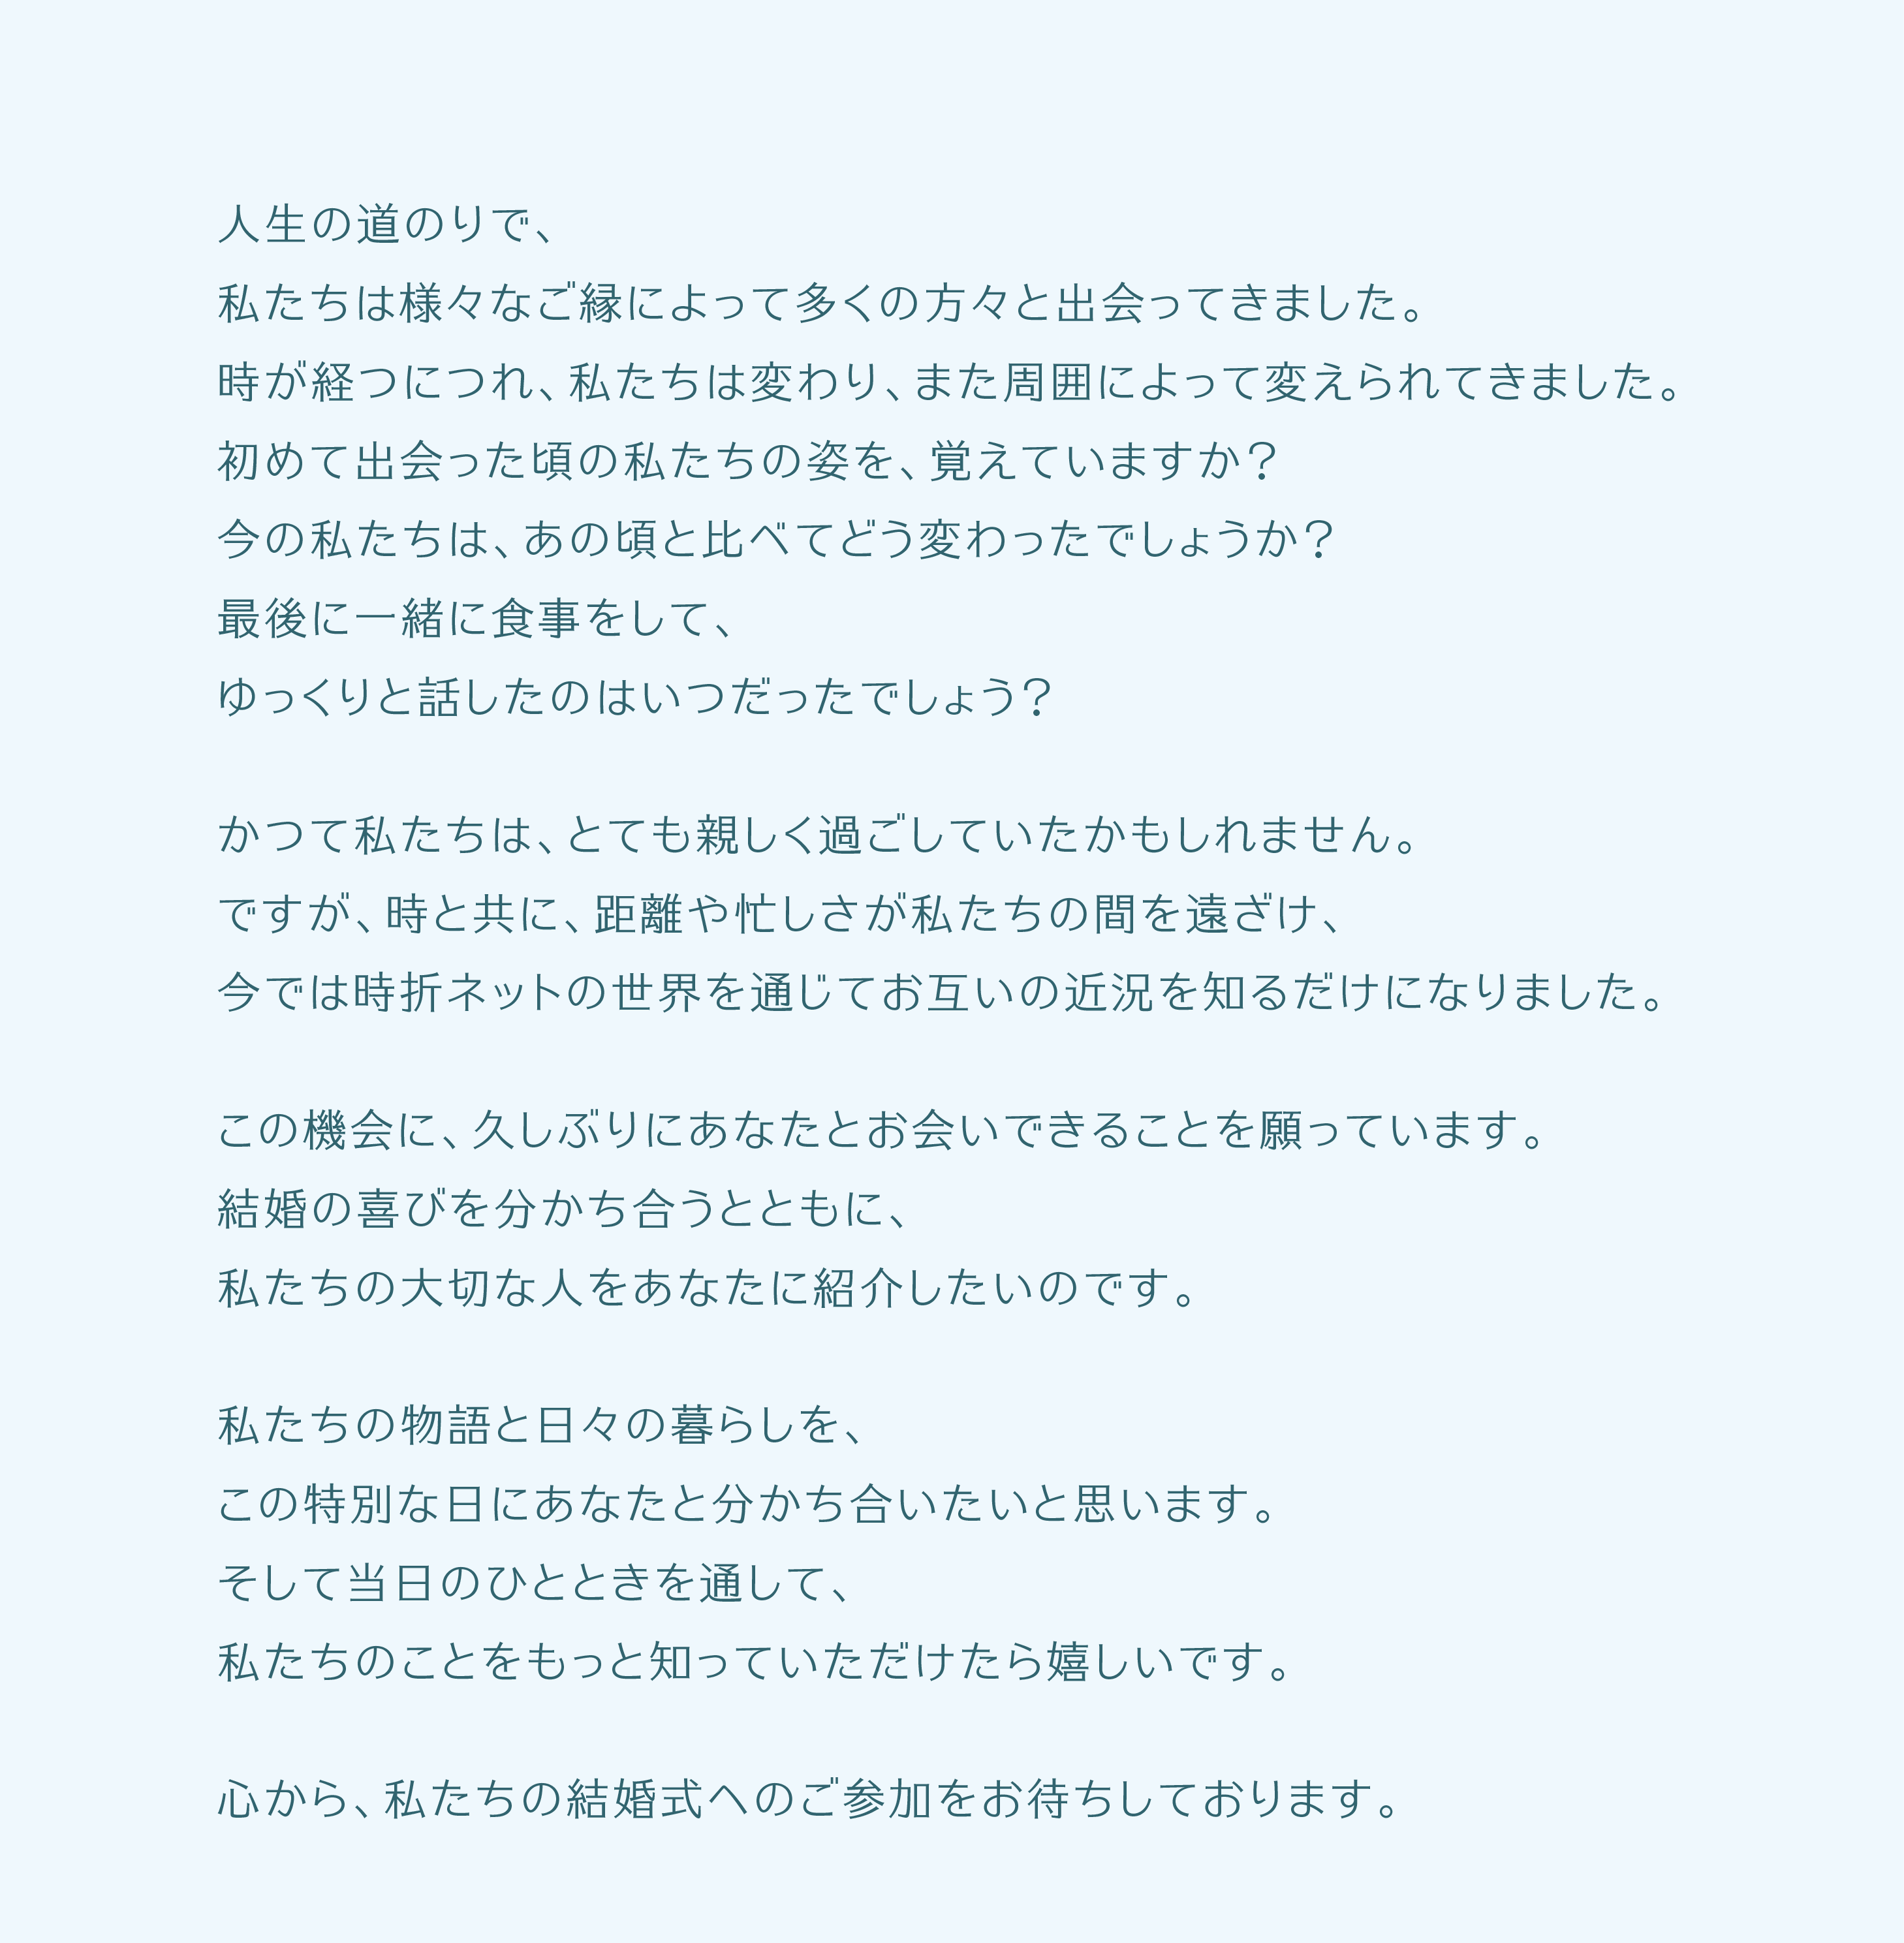 人生の道のりで、
私たちは様々なご縁によって多くの方々と出会ってきました。
時が経つにつれ、私たちは変わり、また周囲によって変えられてきました。
初めて出会った頃の私たちの姿を、覚えていますか？
今の私たちは、あの頃と比べてどう変わったでしょうか？
最後に一緒に食事をして、
ゆっくりと話したのはいつだったでしょう？
かつて私たちは、とても親しく過ごしていたかもしれません。
ですが、時と共に、距離や忙しさが私たちの間を遠ざけ、
今では時折ネットの世界を通じてお互いの近況を知るだけになりました。
この機会に、久しぶりにあなたとお会いできることを願っています。
結婚の喜びを分かち合うとともに、
私たちの大切な人をあなたに紹介したいのです。
私たちの物語と日々の暮らしを、
この特別な日にあなたと分かち合いたいと思います。
そして当日のひとときを通して、
私たちのことをもっと知っていただけたら嬉しいです。
心から、私たちの結婚式へのご参加をお待ちしております。